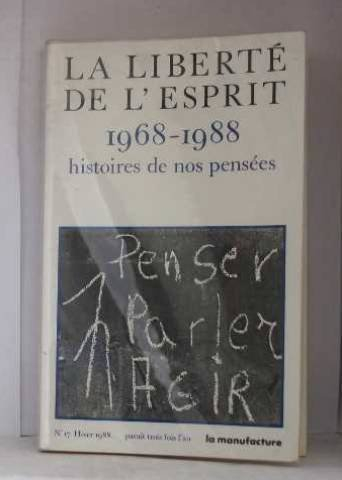 LA LIBERTÉ
DE L'ESPRIT
1968-1988
histoires de nos pensées
Penser
Parler
AGIR
N° 17 Hiver 1988 paraît trois fois l'an la manufacture